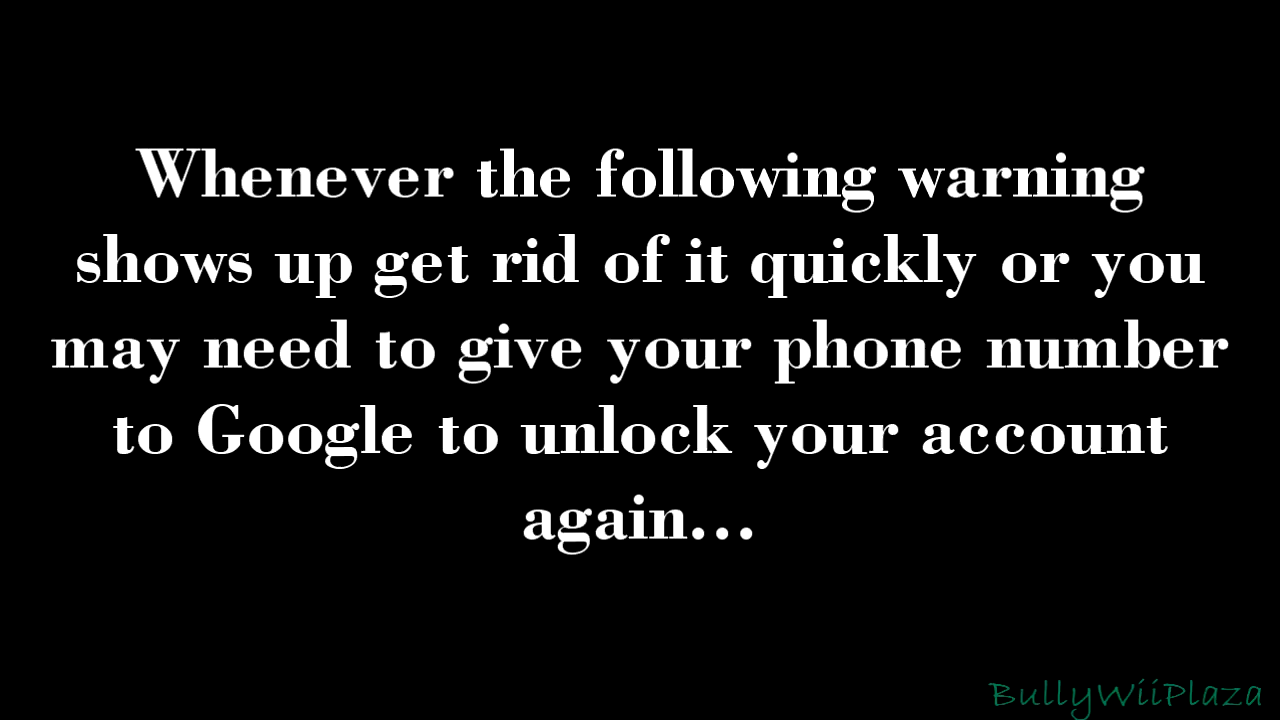 Whenever the following warning
shows up get rid of it quickly or you
may need to give your phone number
to Google to unlock your account
again...
BullyWiiPlaza